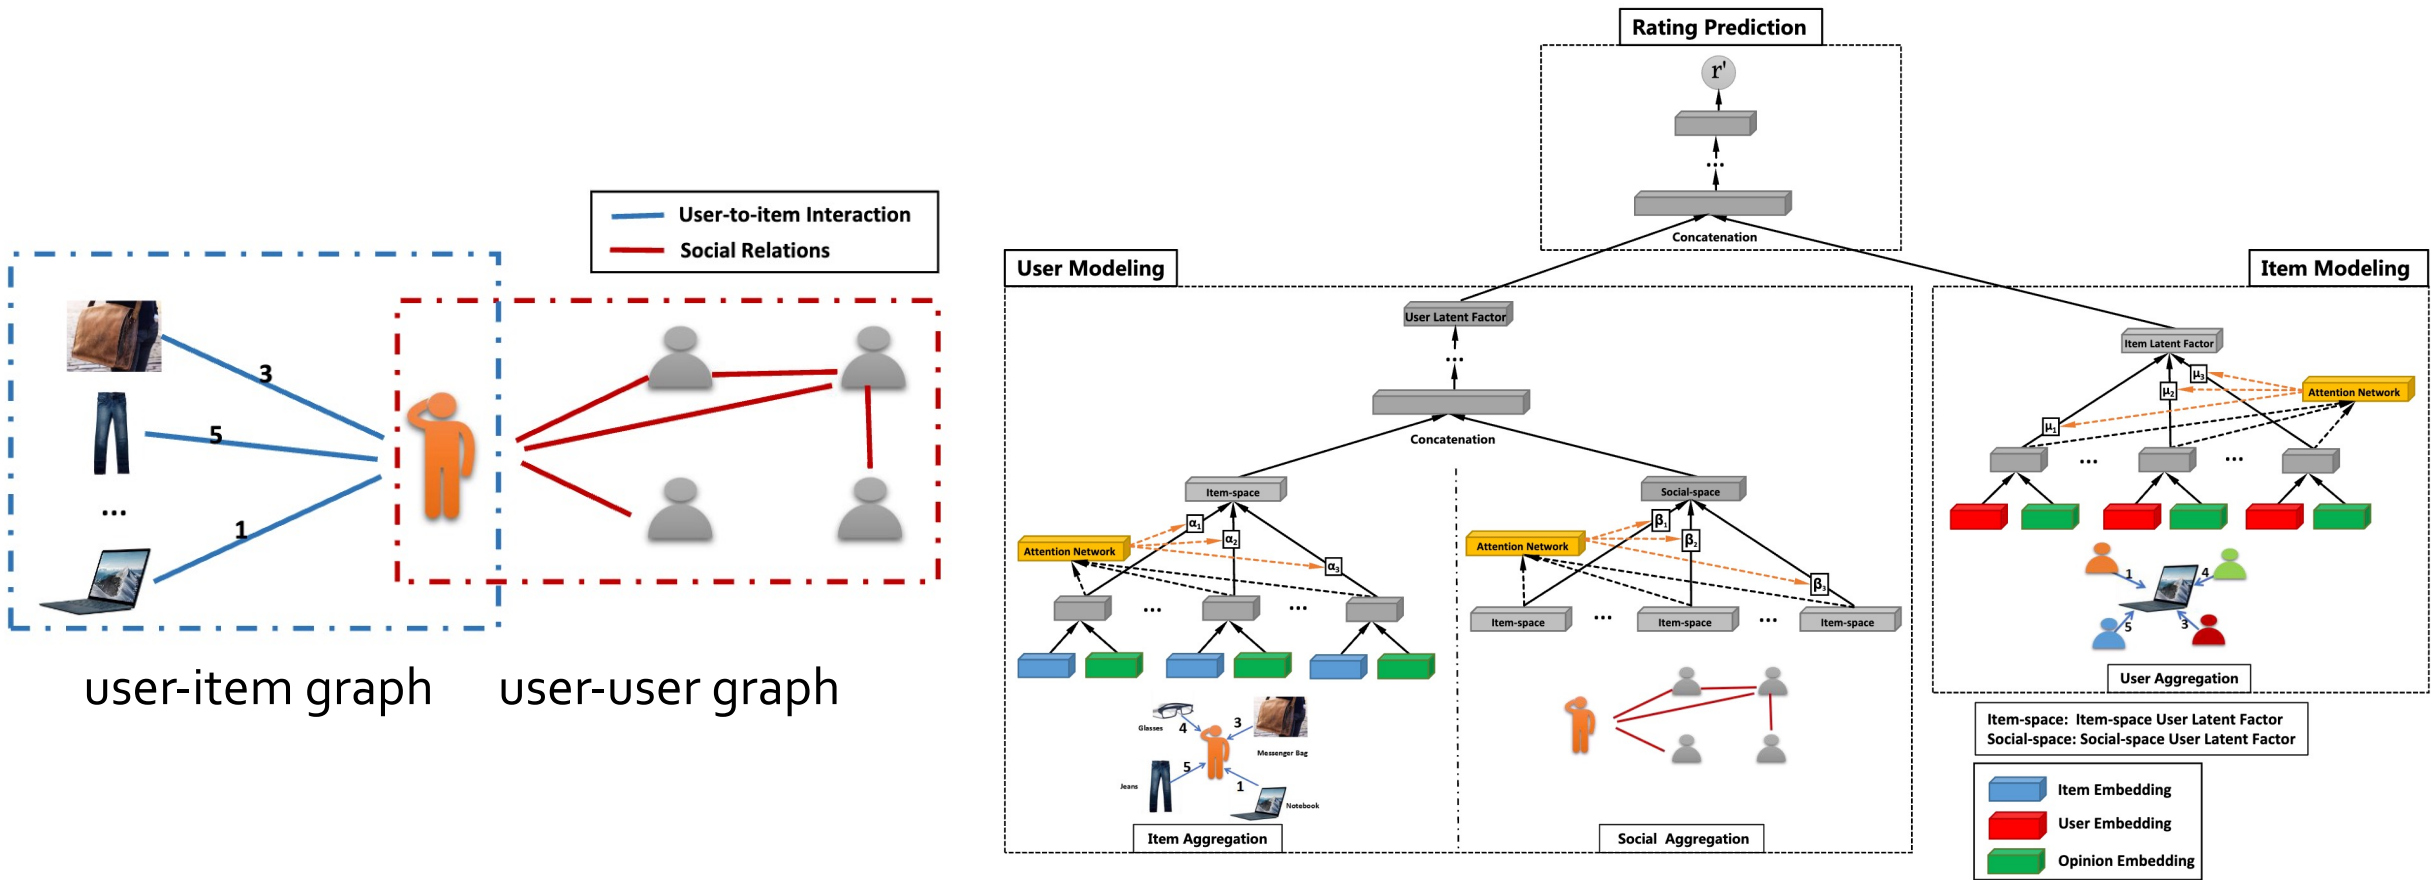 User-to-item Interaction
Social Relations
3
5
...
1
user-item graph
user-user graph
Rating Prediction
r'
...
Concatenation
User Modeling
User Latent Factor
...
Concatenation
Item-space
Social-space
Attention Network
α1
α2
α3
... ...
Attention Network
β1
β2
β3
Item-space ... Item-space ... Item-space
Glasses
4
3
Messenger Bag
Jeans
5
1
Notebook
Item Aggregation
Social Aggregation
Item Modeling
Item Latent Factor
μ3
μ2
μ1
Attention Network
... ...
1
4
5
3
User Aggregation
Item-space: Item-space User Latent Factor
Social-space: Social-space User Latent Factor
Item Embedding
User Embedding
Opinion Embedding